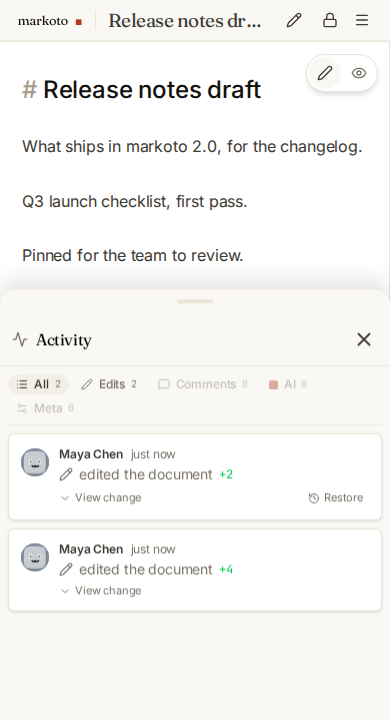 markoto
Release notes dr...
# Release notes draft
What ships in markoto 2.0, for the changelog.
Q3 launch checklist, first pass.
Pinned for the team to review.
Activity
All 2 Edits 2 Comments 0 AI 0
Meta 0
Maya Chen just now
edited the document +2
View change Restore
Maya Chen just now
edited the document +4
View change